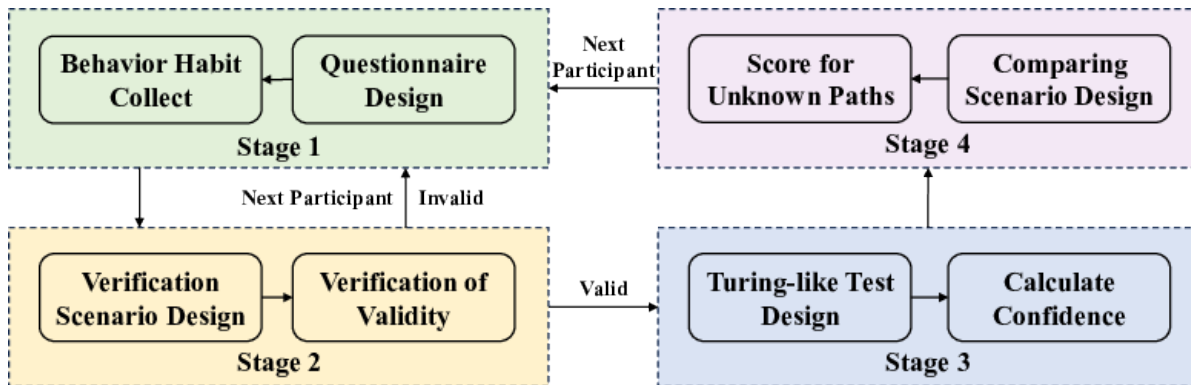 Behavior Habit
Collect
Questionnaire
Design
Stage 1
Next
Participant
Score for
Unknown Paths
Comparing
Scenario Design
Stage 4
Next Participant
Invalid
Verification
Scenario Design
Verification of
Validity
Stage 2
Valid
Turing-like Test
Design
Calculate
Confidence
Stage 3